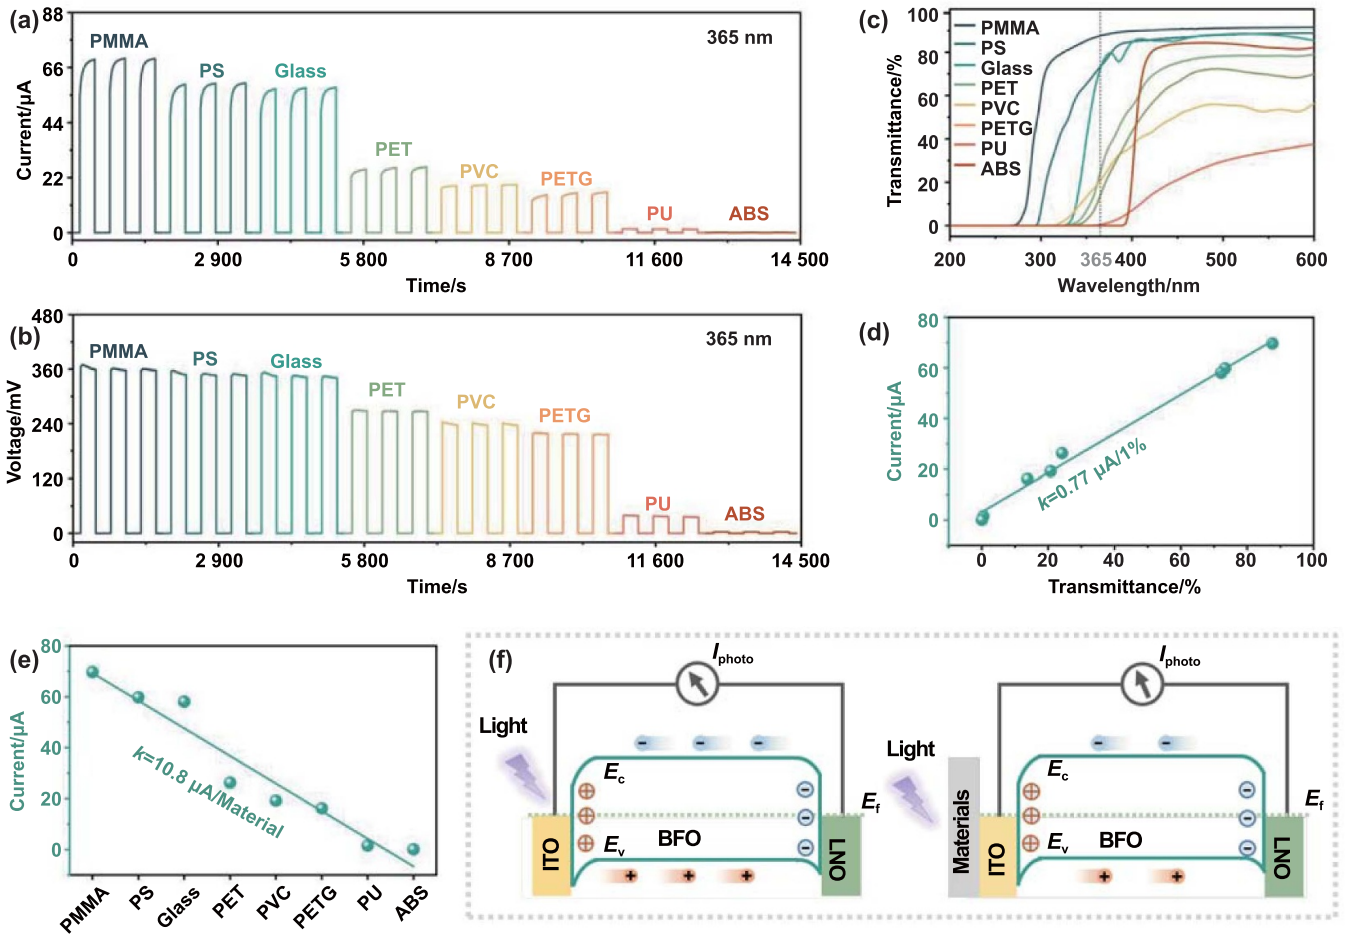 (a)
88
66
44
22
0
Current/μA
PMMA
PS
Glass
PET
PVC
PETG
PU
ABS
365 nm
0
2 900
5 800
8 700
11 600
14 500
Time/s
(b)
480
360
240
120
0
Voltage/mV
PMMA
PS
Glass
PET
PVC
PETG
PU
ABS
365 nm
0
2 900
5 800
8 700
11 600
14 500
Time/s
(c)
100
80
60
40
20
0
Transmittance/%
PMMA
PS
Glass
PET
PVC
PETG
PU
ABS
200
300
365
400
500
600
Wavelength/nm
(d)
80
60
40
20
0
Current/μA
k=0.77 μA/1%
0
20
40
60
80
100
Transmittance/%
(e)
80
60
40
20
0
Current/μA
k=10.8 μA/Material
PMMA
PS
Glass
PET
PVC
PETG
PU
ABS
(f)
Iphoto
Light
Ec
Ef
Ev
BFO
ITO
LNO
Iphoto
Light
Ec
Ef
Ev
BFO
Materials
ITO
LNO